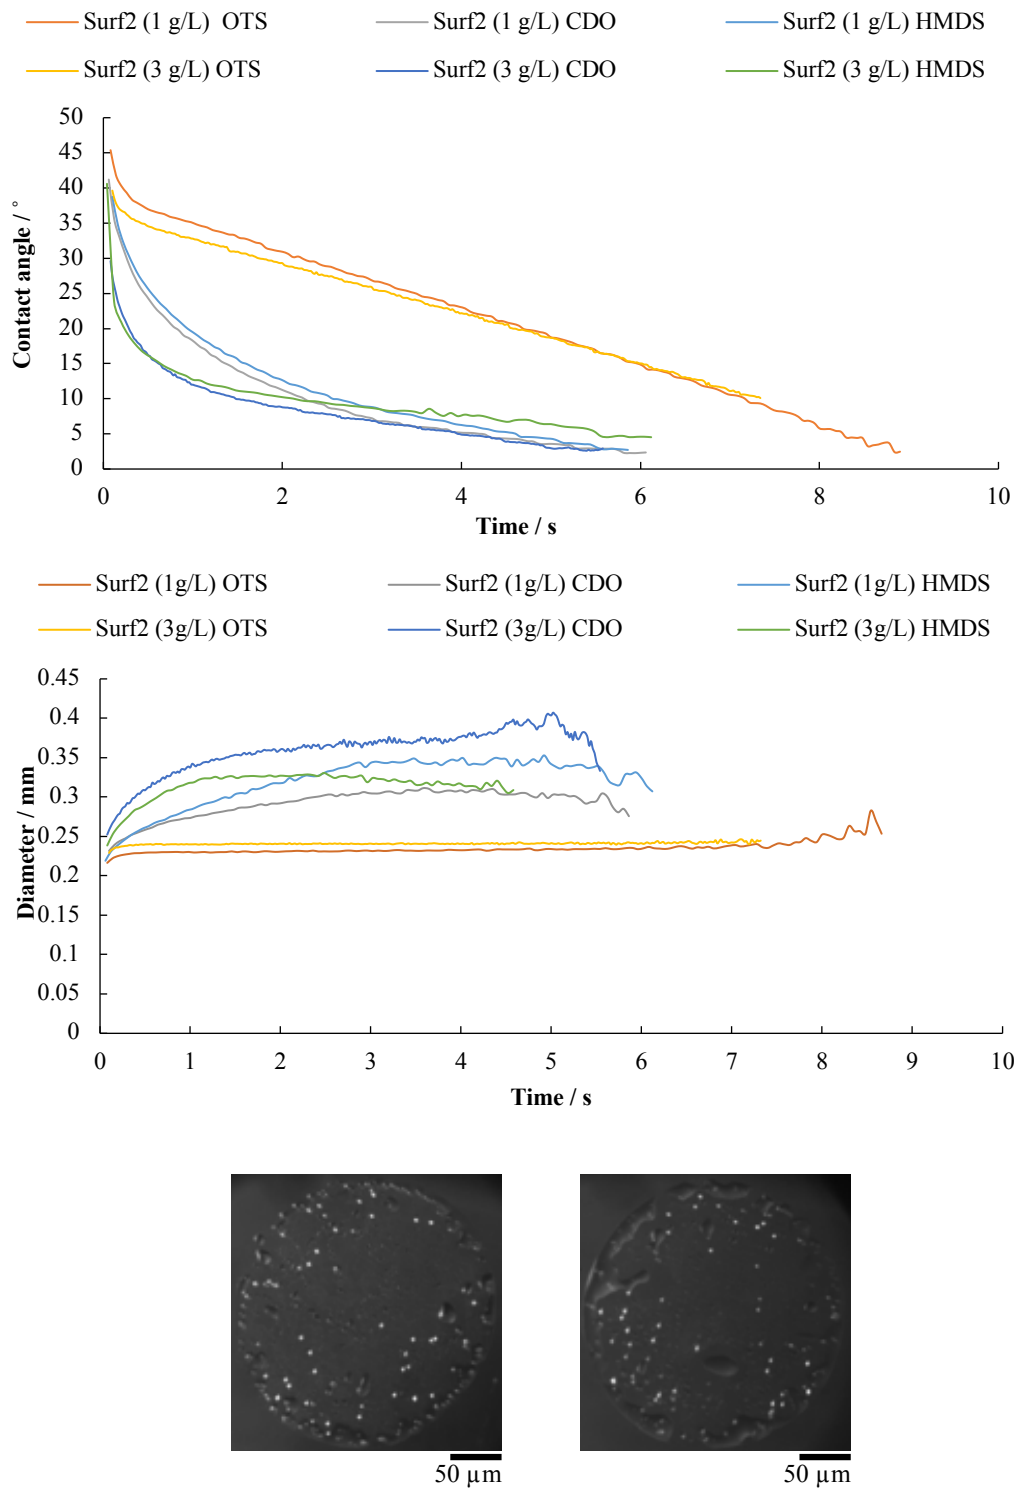 Surf2 (1 g/L)  OTS Surf2 (1 g/L) CDO Surf2 (1 g/L) HMDS
Surf2 (3 g/L) OTS Surf2 (3 g/L) CDO Surf2 (3 g/L) HMDS
50
45
40
35
30
25
20
15
10
5
0
Contact angle / °
0 2 4 6 8 10
Time / s
Surf2 (1g/L) OTS Surf2 (1g/L) CDO Surf2 (1g/L) HMDS
Surf2 (3g/L) OTS Surf2 (3g/L) CDO Surf2 (3g/L) HMDS
0.45
0.4
0.35
0.3
0.25
0.2
0.15
0.1
0.05
0
Diameter / mm
0 1 2 3 4 5 6 7 8 9 10
Time / s
50 µm 50 µm